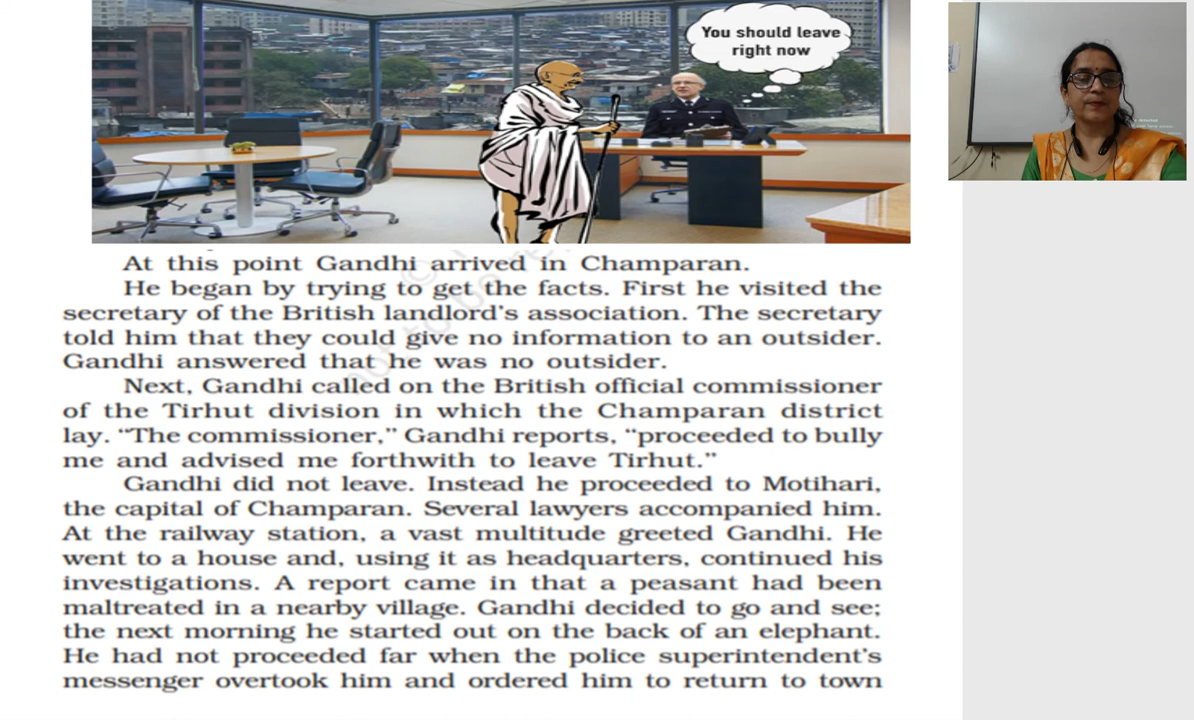 You should leave
right now
At this point Gandhi arrived in Champaran.
He began by trying to get the facts. First he visited the
secretary of the British landlord's association. The secretary
told him that they could give no information to an outsider.
Gandhi answered that he was no outsider.
Next, Gandhi called on the British official commissioner
of the Tirhut division in which the Champaran district
lay. “The commissioner,” Gandhi reports, “proceeded to bully
me and advised me forthwith to leave Tirhut.”
Gandhi did not leave. Instead he proceeded to Motihari,
the capital of Champaran. Several lawyers accompanied him.
At the railway station, a vast multitude greeted Gandhi. He
went to a house and, using it as headquarters, continued his
investigations. A report came in that a peasant had been
maltreated in a nearby village. Gandhi decided to go and see;
the next morning he started out on the back of an elephant.
He had not proceeded far when the police superintendent's
messenger overtook him and ordered him to return to town